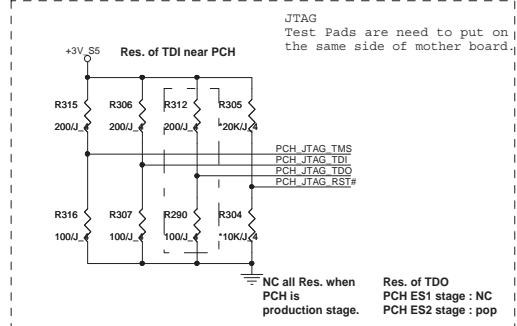 JTAG
Test Pads are need to put on
the same side of mother board.
+3V_S5
Res. of TDI near PCH
R315
R306
R312
R305
200/J_4
200/J_4
200/J_4
*20K/J_4
PCH_JTAG_TMS
PCH_JTAG_TDI
PCH_JTAG_TDO
PCH_JTAG_RST#
R316
R307
R290
R304
100/J_4
100/J_4
100/J_4
*10K/J_4
NC all Res. when
PCH is
production stage.
Res. of TDO
PCH ES1 stage : NC
PCH ES2 stage : pop